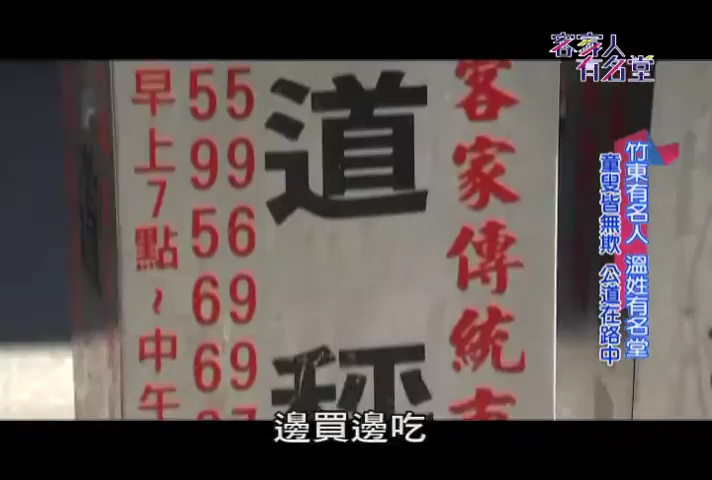 客客人
有名堂
竹東有名人 溫姓有名堂
童叟皆無欺 公道在路中
客家傳統
道秤
55
99
56
69
69
早上7點~中午
邊買邊吃